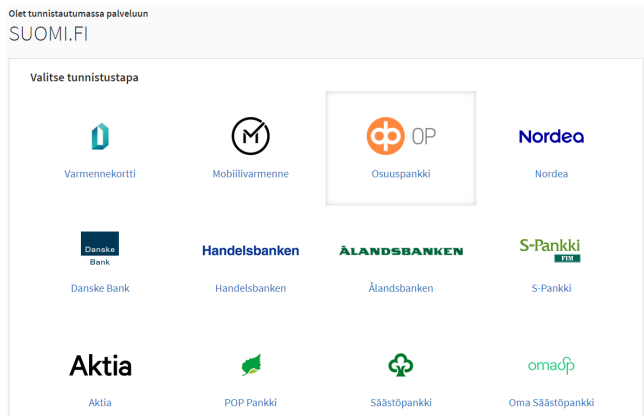 Olet tunnistautumassa palveluun
SUOMI.FI
Valitse tunnistustapa
OP
Nordea
Varmennekortti
Mobiilivarmenne
Osuuspankki
Nordea
Danske
Bank
Handelsbanken
ÅLANDSBANKEN
S-Pankki
FIM
Danske Bank
Handelsbanken
Ålandsbanken
S-Pankki
Aktia
omasp
Aktia
POP Pankki
Säästöpankki
Oma Säästöpankki